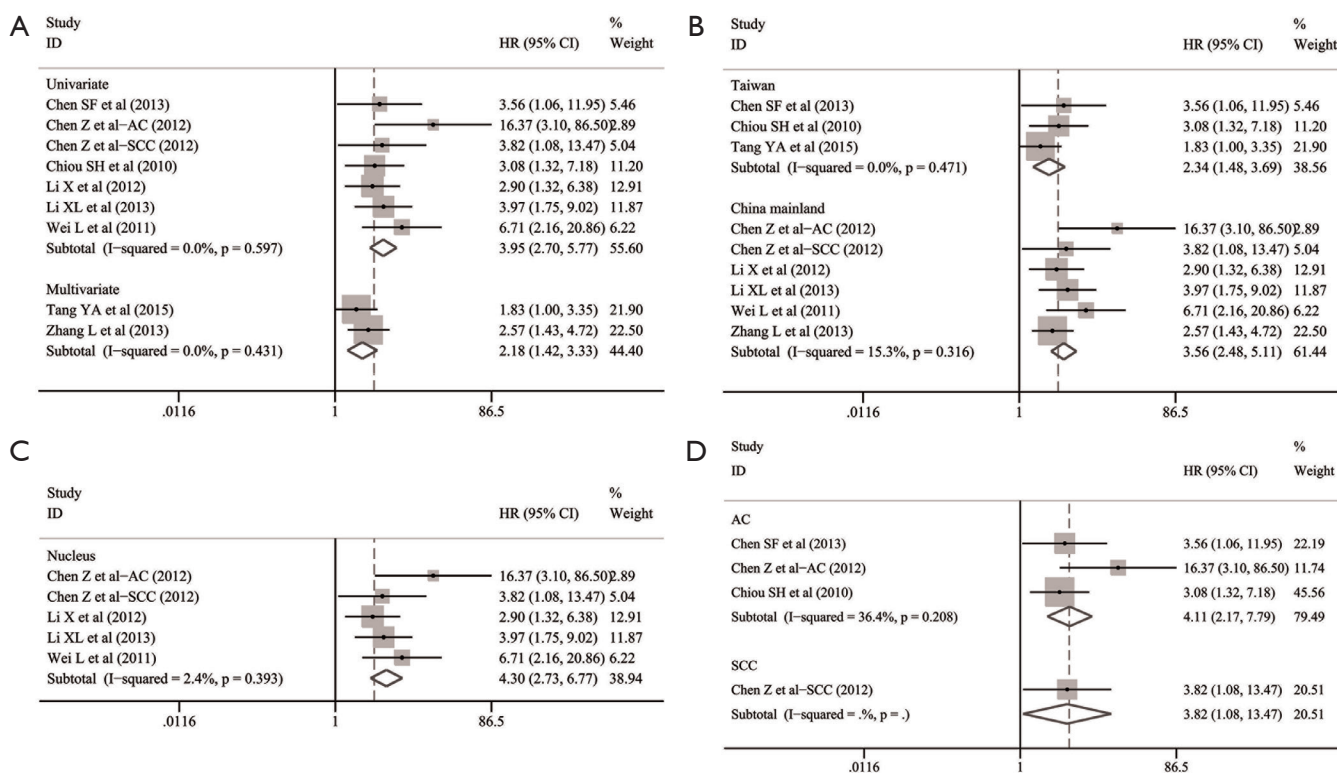 A
Study %
ID HR (95% CI) Weight
Univariate
Chen SF et al (2013) 3.56 (1.06, 11.95) 5.46
Chen Z et al−AC (2012) 16.37 (3.10, 86.50) 2.89
Chen Z et al−SCC (2012) 3.82 (1.08, 13.47) 5.04
Chiou SH et al (2010) 3.08 (1.32, 7.18) 11.20
Li X et al (2012) 2.90 (1.32, 6.38) 12.91
Li XL et al (2013) 3.97 (1.75, 9.02) 11.87
Wei L et al (2011) 6.71 (2.16, 20.86) 6.22
Subtotal (I−squared = 0.0%, p = 0.597) 3.95 (2.70, 5.77) 55.60
Multivariate
Tang YA et al (2015) 1.83 (1.00, 3.35) 21.90
Zhang L et al (2013) 2.57 (1.43, 4.72) 22.50
Subtotal (I−squared = 0.0%, p = 0.431) 2.18 (1.42, 3.33) 44.40
.0116 1 86.5
B
Study %
ID HR (95% CI) Weight
Taiwan
Chen SF et al (2013) 3.56 (1.06, 11.95) 5.46
Chiou SH et al (2010) 3.08 (1.32, 7.18) 11.20
Tang YA et al (2015) 1.83 (1.00, 3.35) 21.90
Subtotal (I−squared = 0.0%, p = 0.471) 2.34 (1.48, 3.69) 38.56
China mainland
Chen Z et al−AC (2012) 16.37 (3.10, 86.50) 2.89
Chen Z et al−SCC (2012) 3.82 (1.08, 13.47) 5.04
Li X et al (2012) 2.90 (1.32, 6.38) 12.91
Li XL et al (2013) 3.97 (1.75, 9.02) 11.87
Wei L et al (2011) 6.71 (2.16, 20.86) 6.22
Zhang L et al (2013) 2.57 (1.43, 4.72) 22.50
Subtotal (I−squared = 15.3%, p = 0.316) 3.56 (2.48, 5.11) 61.44
.0116 1 86.5
C
Study %
ID HR (95% CI) Weight
Nucleus
Chen Z et al−AC (2012) 16.37 (3.10, 86.50) 2.89
Chen Z et al−SCC (2012) 3.82 (1.08, 13.47) 5.04
Li X et al (2012) 2.90 (1.32, 6.38) 12.91
Li XL et al (2013) 3.97 (1.75, 9.02) 11.87
Wei L et al (2011) 6.71 (2.16, 20.86) 6.22
Subtotal (I−squared = 2.4%, p = 0.393) 4.30 (2.73, 6.77) 38.94
.0116 1 86.5
D
Study %
ID HR (95% CI) Weight
AC
Chen SF et al (2013) 3.56 (1.06, 11.95) 22.19
Chen Z et al−AC (2012) 16.37 (3.10, 86.50) 11.74
Chiou SH et al (2010) 3.08 (1.32, 7.18) 45.56
Subtotal (I−squared = 36.4%, p = 0.208) 4.11 (2.17, 7.79) 79.49
SCC
Chen Z et al−SCC (2012) 3.82 (1.08, 13.47) 20.51
Subtotal (I−squared = .%, p = .) 3.82 (1.08, 13.47) 20.51
.0116 1 86.5